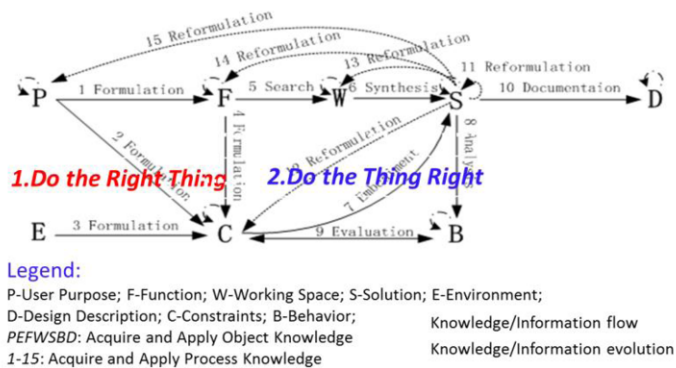 15 Reformulation
14 Reformulation
13 Reformulation
11 Reformulation
P
1 Formulation
F
5 Search
W
6 Synthesis
S
10 Documentaion
D
2 Formulation
4 Formulation
12 Reformulation
7 Embodiment
8 Analysis
1.Do the Right Thing
2.Do the Thing Right
E
3 Formulation
C
9 Evaluation
B
Legend:
P-User Purpose; F-Function; W-Working Space; S-Solution; E-Environment;
D-Design Description; C-Constraints; B-Behavior;
Knowledge/Information flow
PEFWSBD: Acquire and Apply Object Knowledge
Knowledge/Information evolution
1-15: Acquire and Apply Process Knowledge